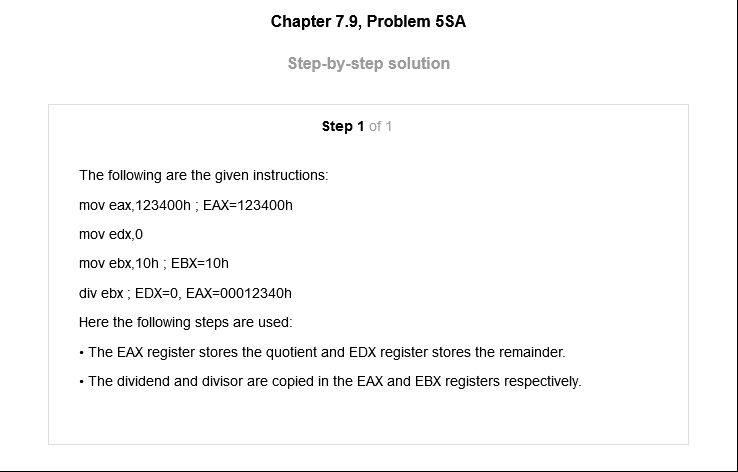 Chapter 7.9, Problem 5SA
Step-by-step solution
Step 1 of 1
The following are the given instructions:
mov eax,123400h ; EAX=123400h
mov edx,0
mov ebx,10h ; EBX=10h
div ebx ; EDX=0, EAX=00012340h
Here the following steps are used:
• The EAX register stores the quotient and EDX register stores the remainder.
• The dividend and divisor are copied in the EAX and EBX registers respectively.